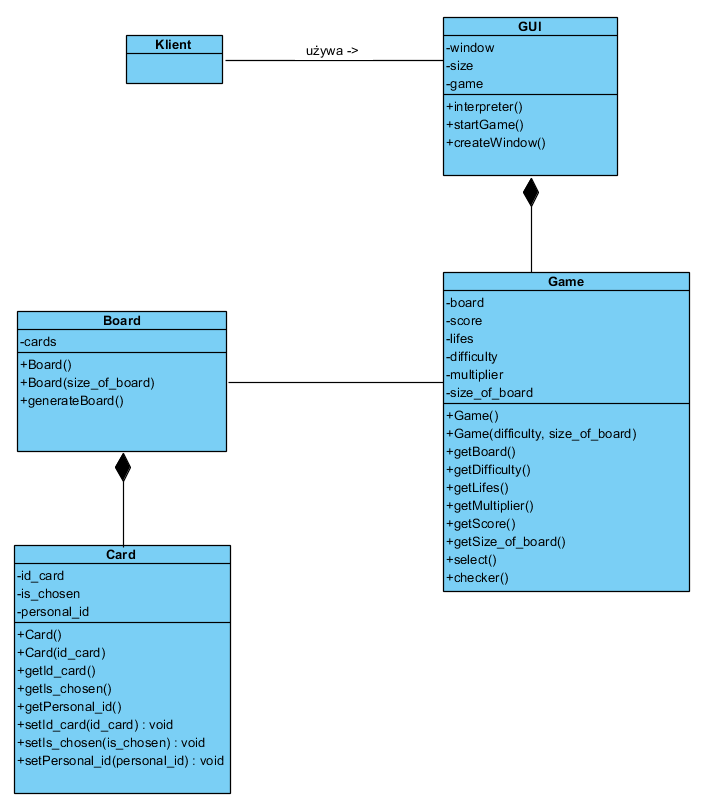 Klient
używa ->
GUI
-window
-size
-game
+interpreter()
+startGame()
+createWindow()
Board
-cards
+Board()
+Board(size_of_board)
+generateBoard()
Game
-board
-score
-lifes
-difficulty
-multiplier
-size_of_board
+Game()
+Game(difficulty, size_of_board)
+getBoard()
+getDifficulty()
+getLifes()
+getMultiplier()
+getScore()
+getSize_of_board()
+select()
+checker()
Card
-id_card
-is_chosen
-personal_id
+Card()
+Card(id_card)
+getId_card()
+getIs_chosen()
+getPersonal_id()
+setId_card(id_card) : void
+setIs_chosen(is_chosen) : void
+setPersonal_id(personal_id) : void